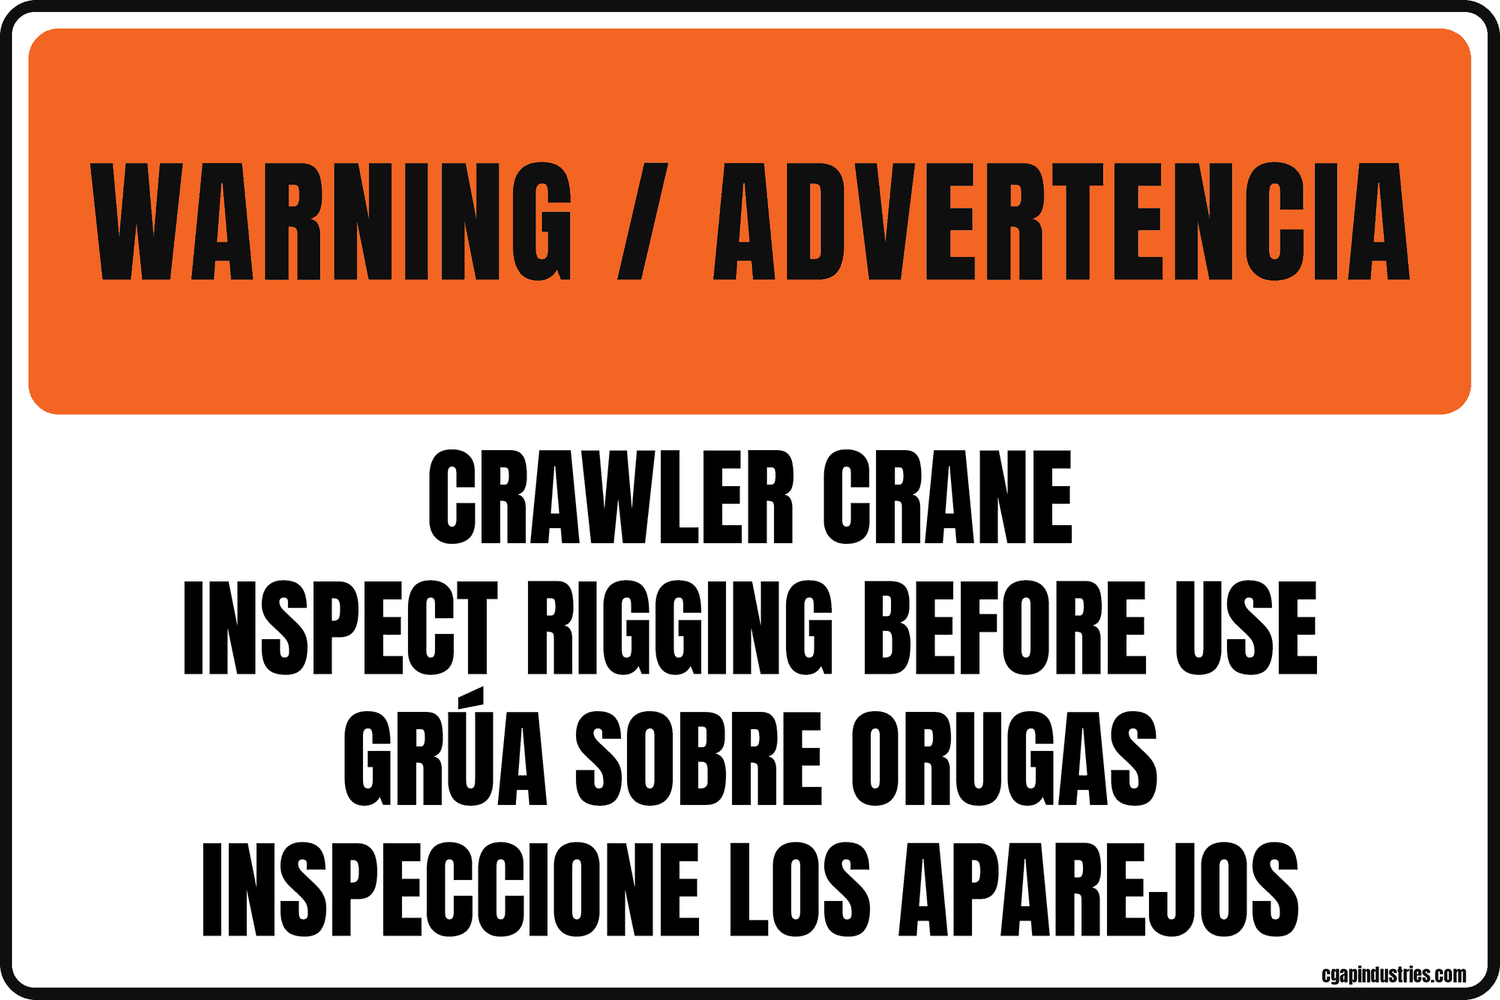 WARNING / ADVERTENCIA
CRAWLER CRANE
INSPECT RIGGING BEFORE USE
GRÚA SOBRE ORUGAS
INSPECCIONE LOS APAREJOS
cgapindustries.com